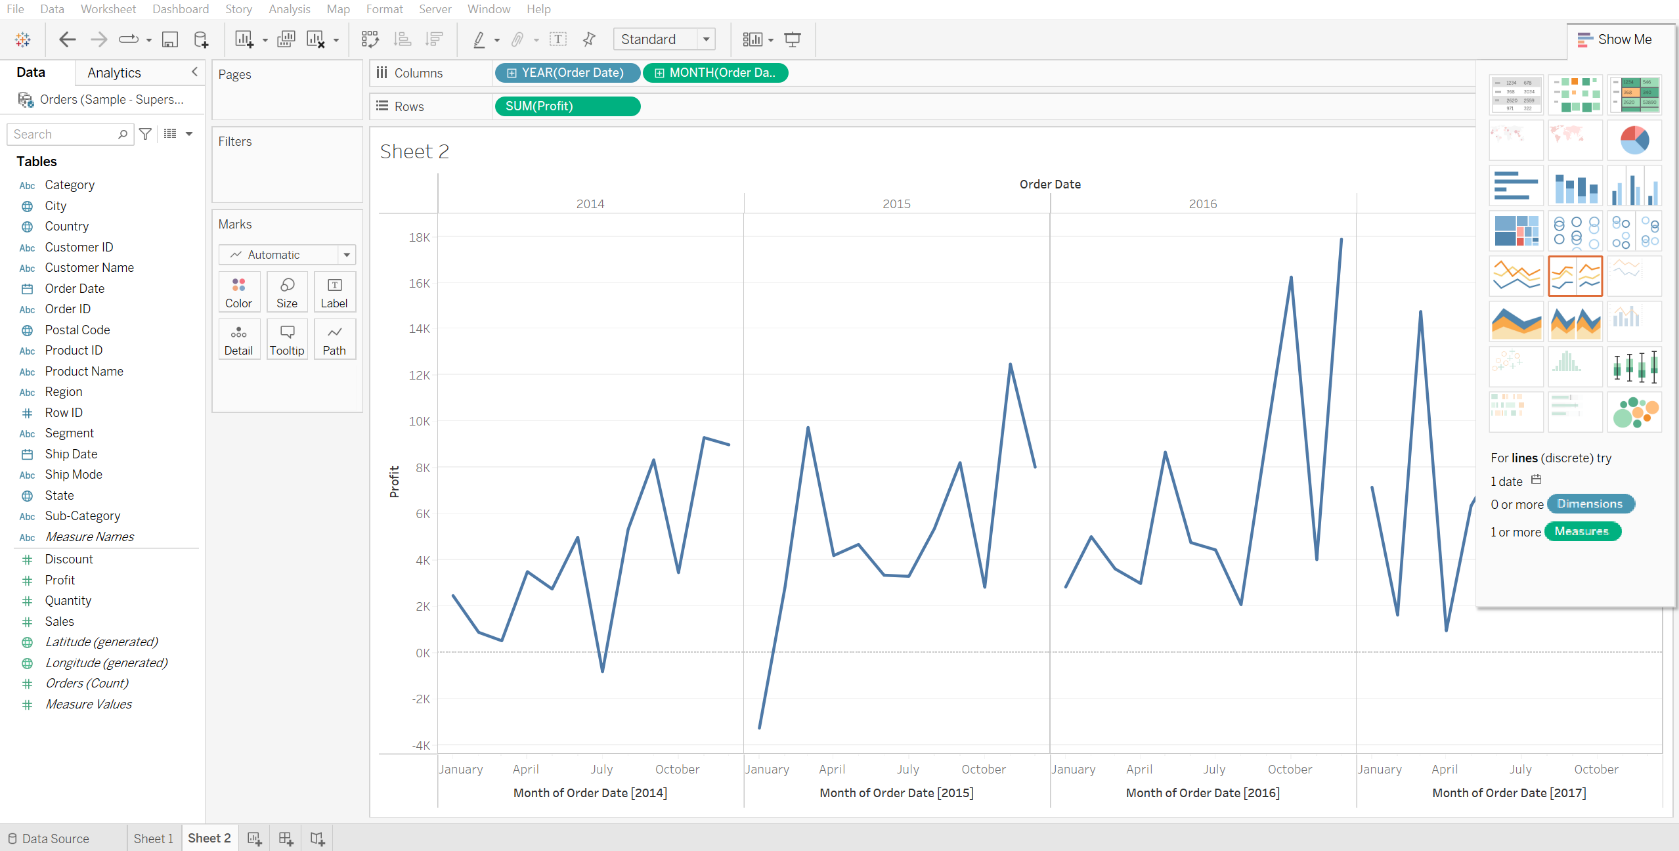 File Data Worksheet Dashboard Story Analysis Map Format Server Window Help
Standard
Show Me
Data Analytics
Orders (Sample - Supers...
Search
Tables
Abc Category
City
Country
Abc Customer ID
Abc Customer Name
Order Date
Abc Order ID
Postal Code
Abc Product ID
Abc Product Name
Abc Region
# Row ID
Abc Segment
Ship Date
Abc Ship Mode
State
Abc Sub-Category
Abc Measure Names
# Discount
# Profit
# Quantity
# Sales
Latitude (generated)
Longitude (generated)
# Orders (Count)
# Measure Values
Pages
Filters
Marks
Automatic
Color Size Label
Detail Tooltip Path
Columns YEAR(Order Date) MONTH(Order Da..
Rows SUM(Profit)
Sheet 2
Order Date
2014 2015 2016
18K
16K
14K
12K
10K
8K
6K
4K
2K
0K
-2K
-4K
Profit
January April July October January April July October January April July October January April July October
Month of Order Date [2014] Month of Order Date [2015] Month of Order Date [2016] Month of Order Date [2017]
For lines (discrete) try
1 date
0 or more Dimensions
1 or more Measures
Data Source Sheet 1 Sheet 2